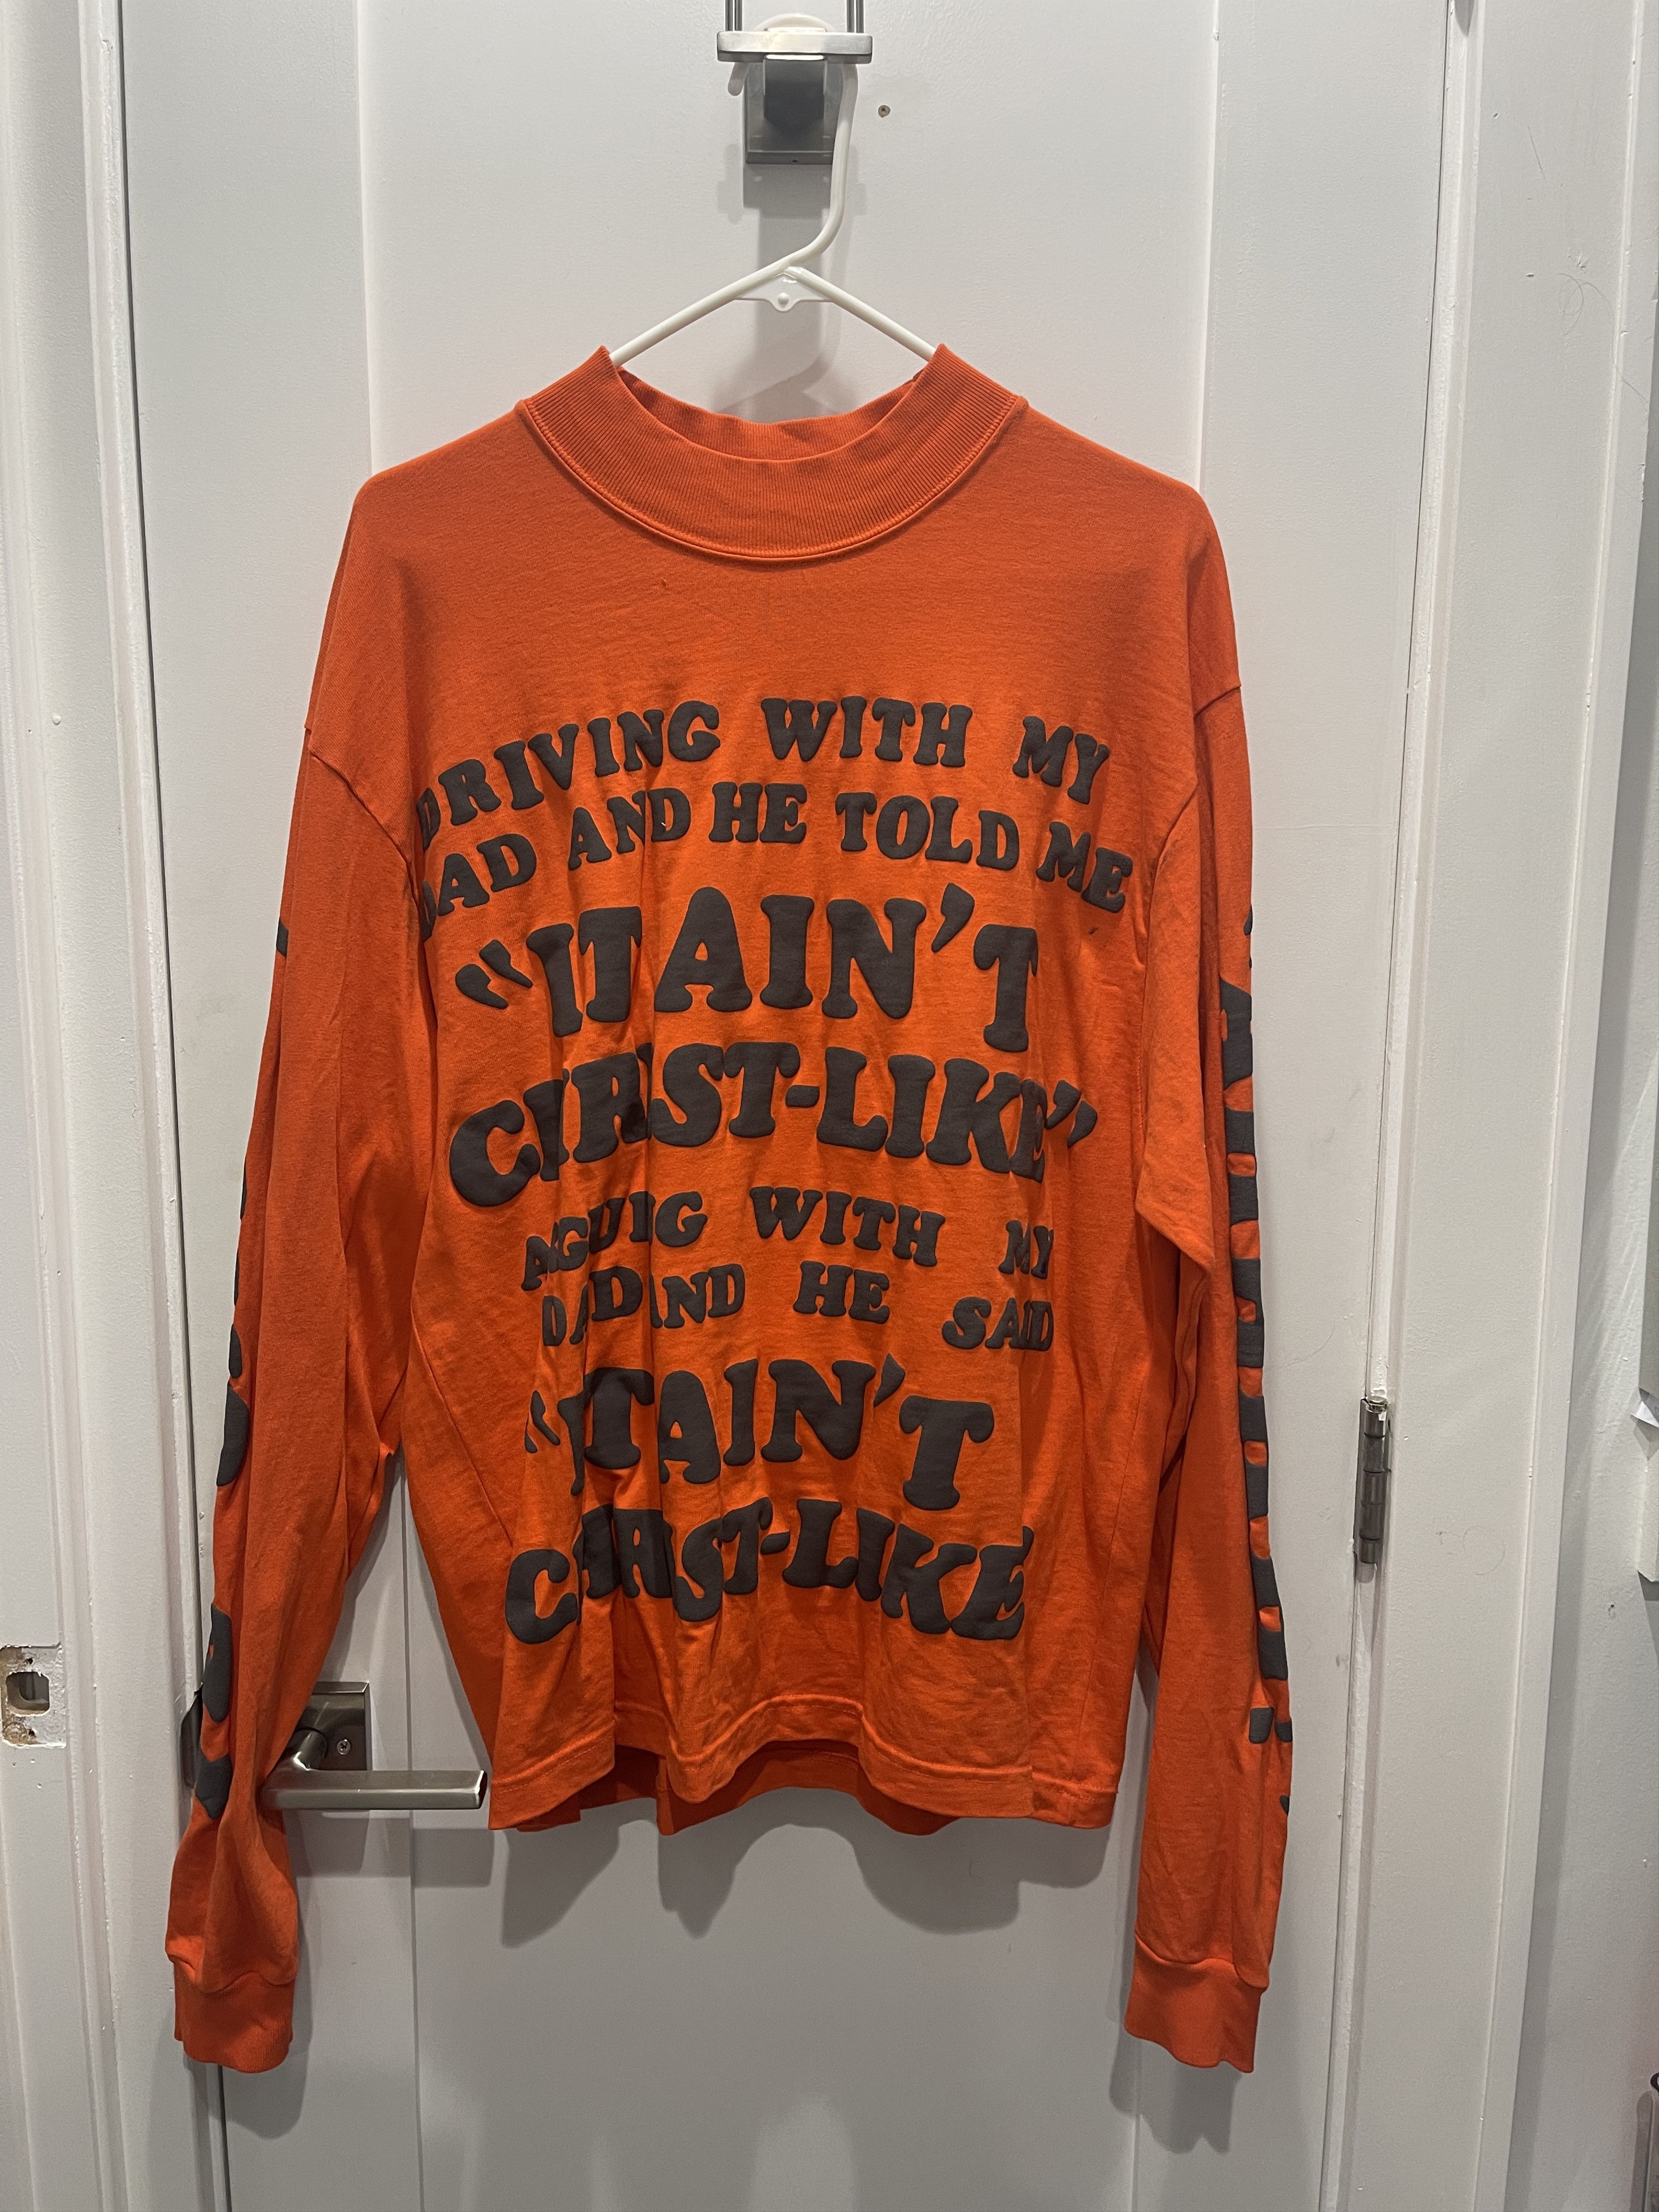 DRIVING WITH MY
DAD AND HE TOLD ME
“IT AIN’T
CHRIST-LIKE”
ARGUING WITH MY
DAD AND HE SAID
“IT AIN’T
CHRIST-LIKE